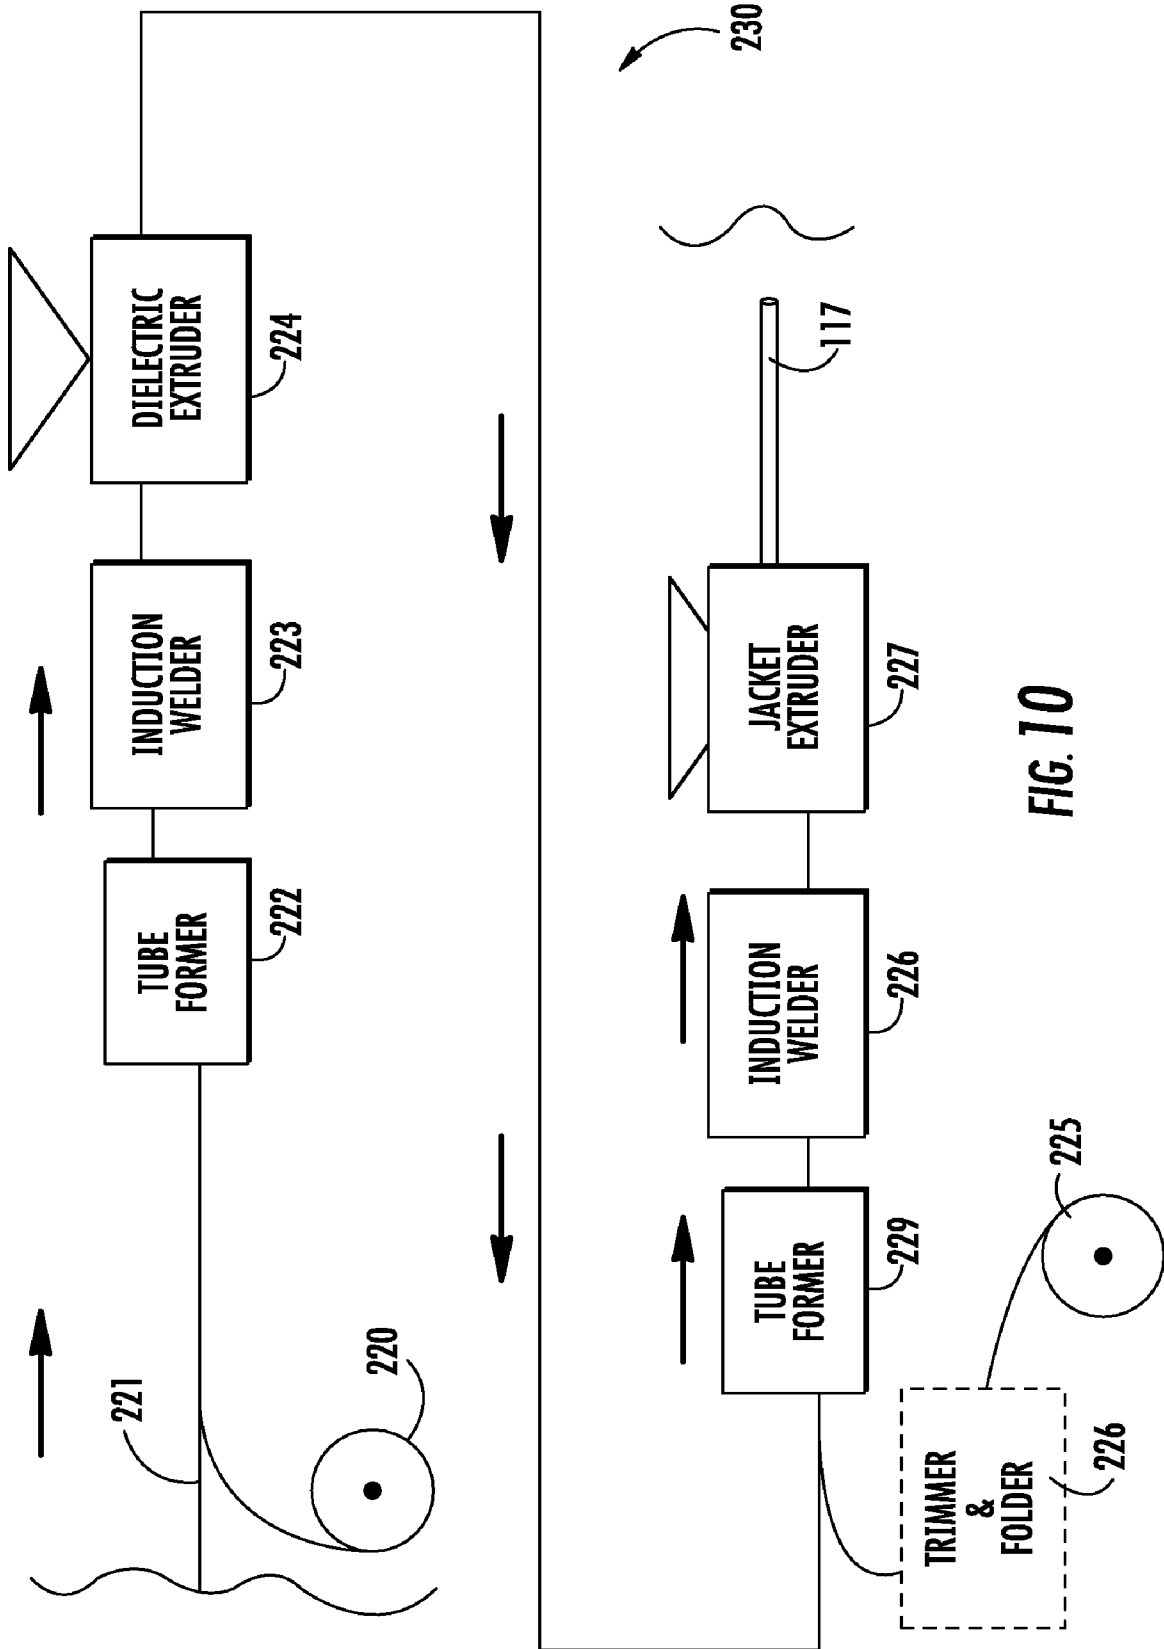 221
220
TUBE
FORMER
222
INDUCTION
WELDER
223
DIELECTRIC
EXTRUDER
224
230
TRIMMER
&
FOLDER
226
225
TUBE
FORMER
229
INDUCTION
WELDER
226
JACKET
EXTRUDER
227
117
FIG. 10